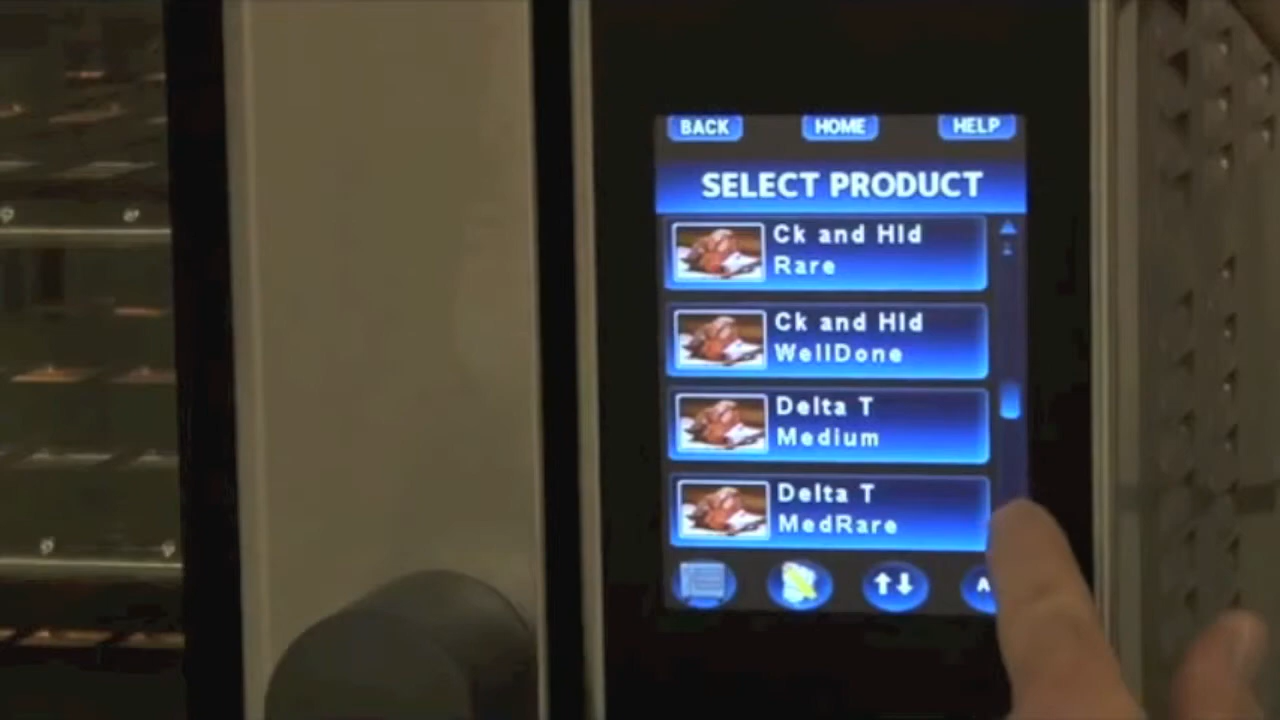 BACK HOME HELP
SELECT PRODUCT
Ck and Hld
Rare
Ck and Hld
WellDone
Delta T
Medium
Delta T
MedRare